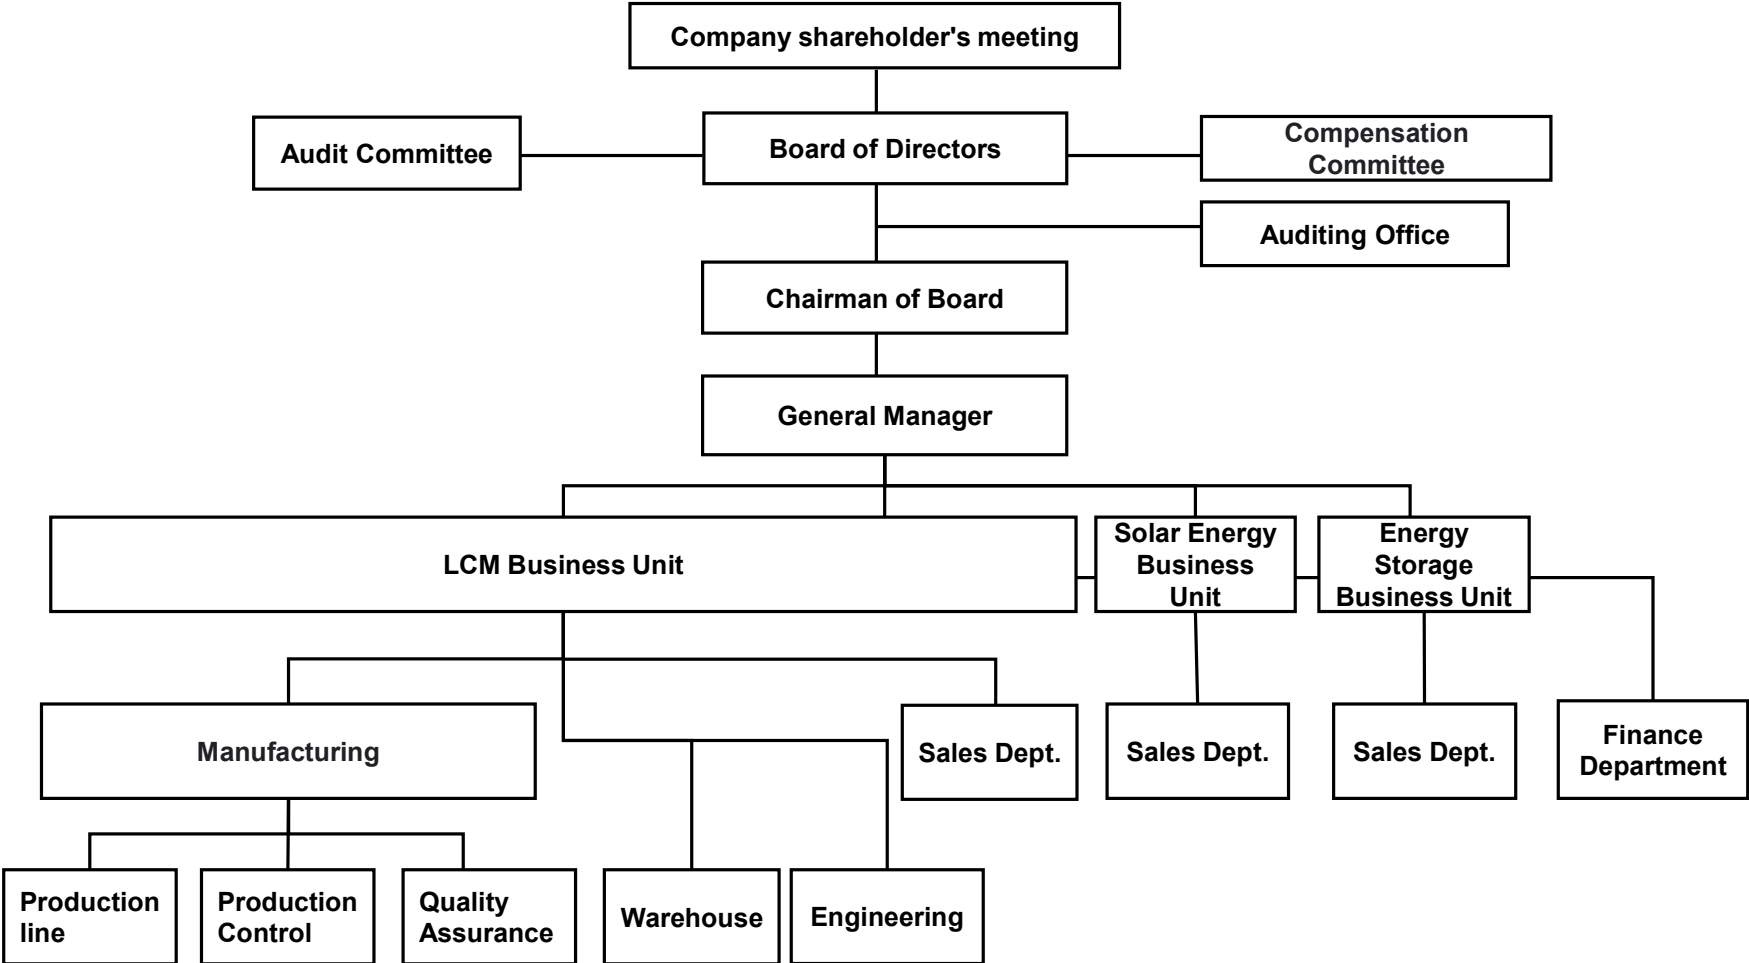 Company shareholder's meeting
Audit Committee
Board of Directors
Compensation
Committee
Auditing Office
Chairman of Board
General Manager
LCM Business Unit
Solar Energy
Business
Unit
Energy
Storage
Business Unit
Manufacturing
Sales Dept.
Sales Dept.
Sales Dept.
Finance
Department
Production
line
Production
Control
Quality
Assurance
Warehouse
Engineering